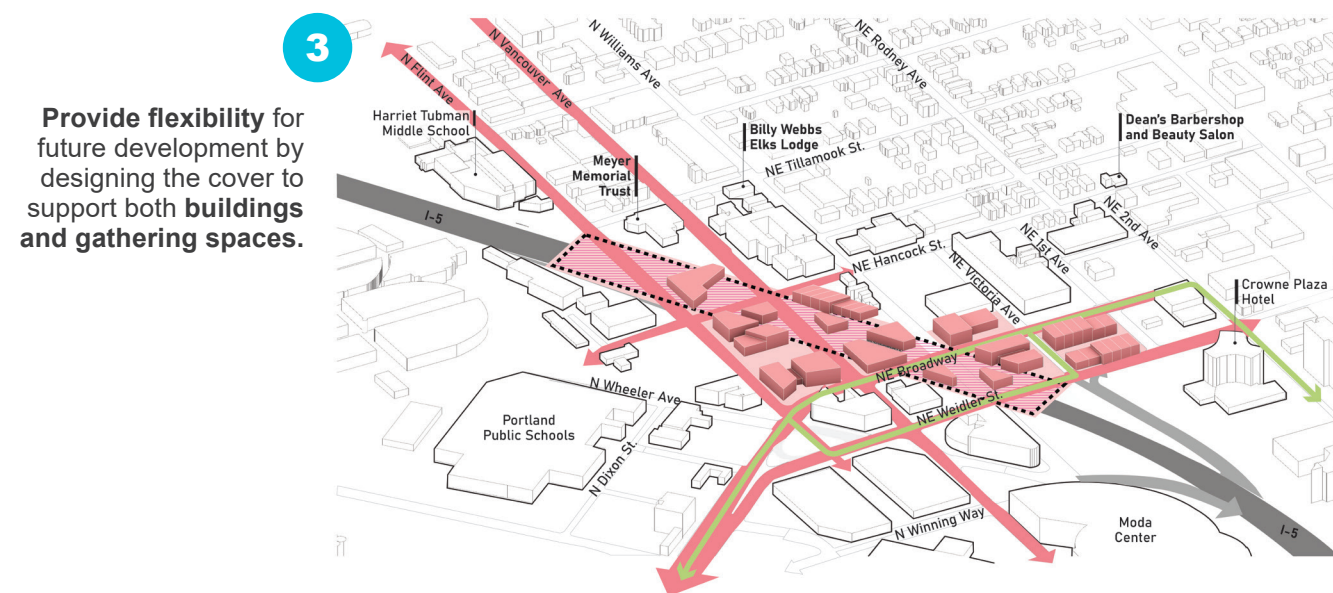 3
Provide flexibility for
future development by
designing the cover to
support both buildings
and gathering spaces.
N Flint Ave
N Vancouver Ave
N Williams Ave
NE Rodney Ave
Harriet Tubman
Middle School
Meyer
Memorial
Trust
Billy Webbs
Elks Lodge
NE Tillamook St.
Dean's Barbershop
and Beauty Salon
I-5
NE Hancock St.
NE Victoria Ave
NE 1st Ave
NE 2nd Ave
Crowne Plaza
Hotel
NE Broadway
NE Weidler St.
N Wheeler Ave
Portland
Public Schools
N Dixon St.
N Winning Way
Moda
Center
I-5